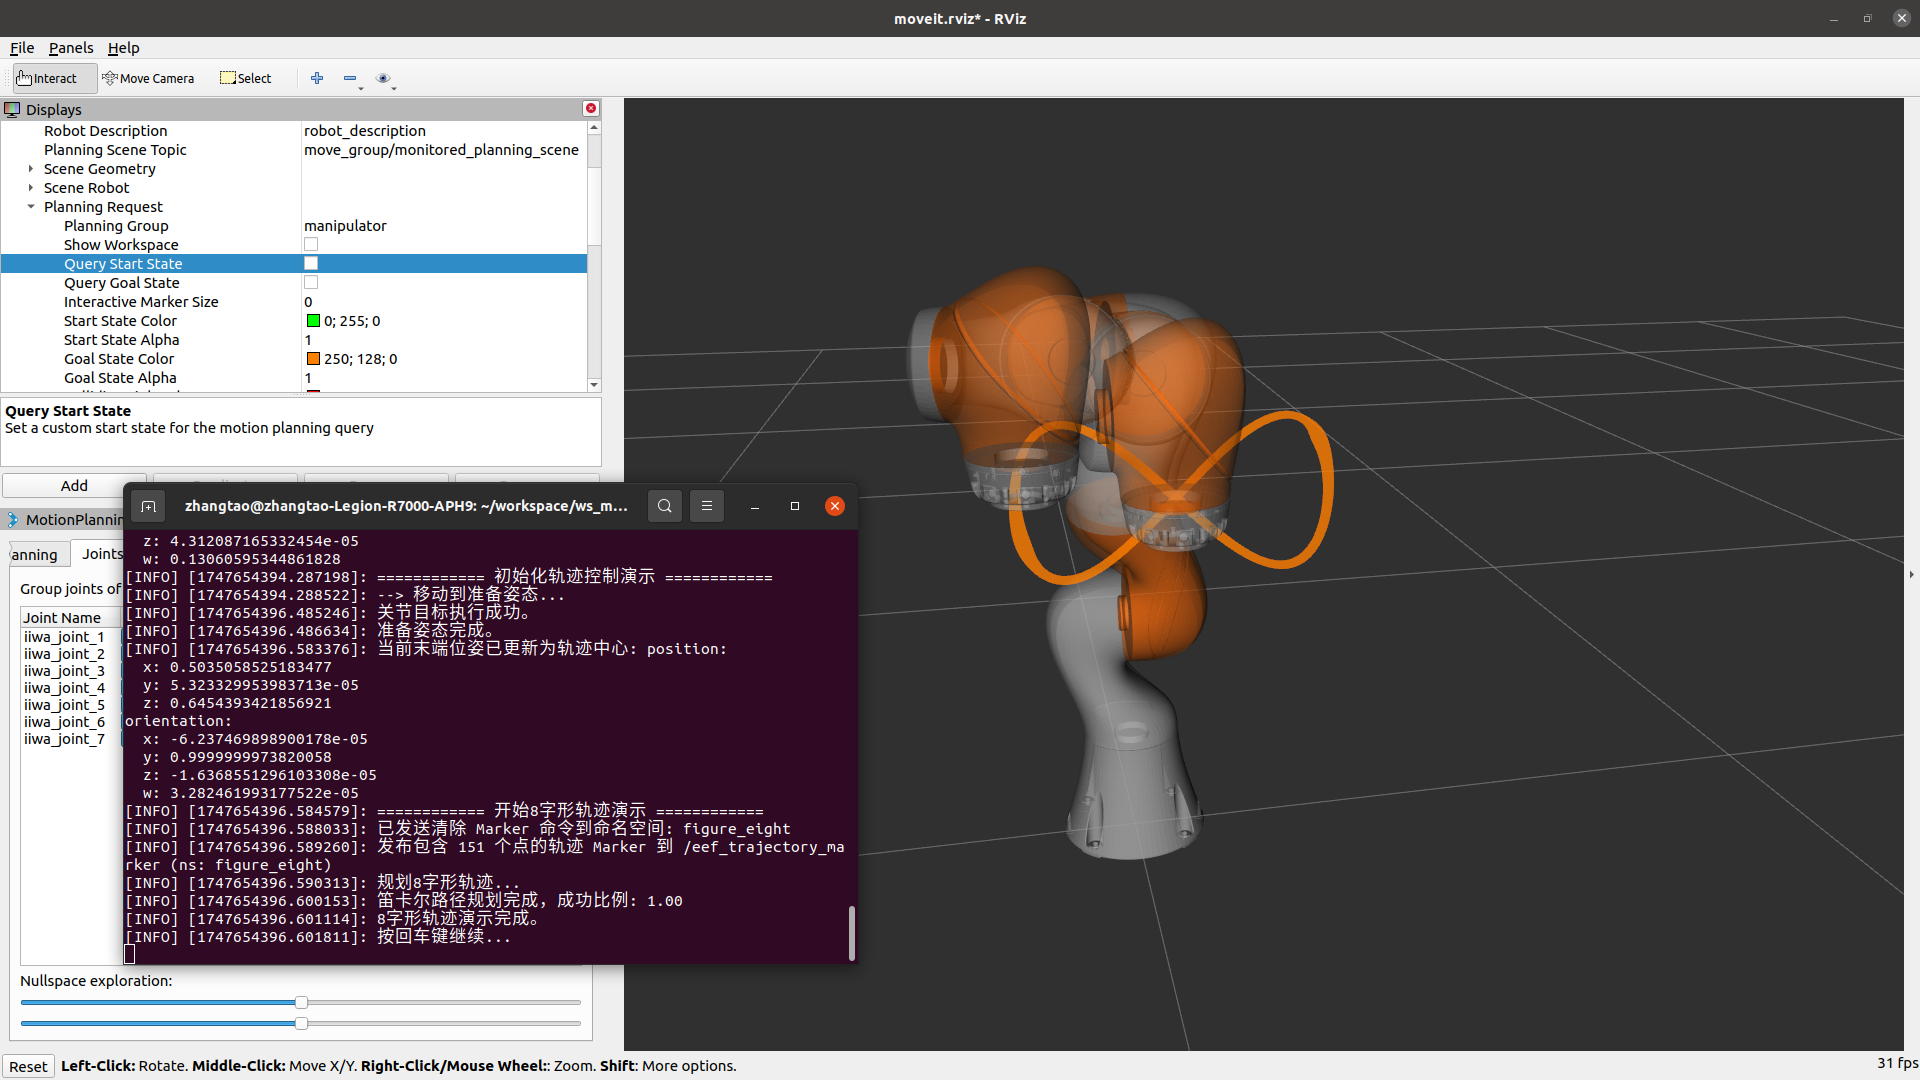 moveit.rviz* - RViz
File Panels Help
Interact Move Camera Select
Displays
Robot Description robot_description
Planning Scene Topic move_group/monitored_planning_scene
Scene Geometry
Scene Robot
Planning Request
Planning Group manipulator
Show Workspace
Query Start State
Query Goal State
Interactive Marker Size 0
Start State Color 0; 255; 0
Start State Alpha 1
Goal State Color 250; 128; 0
Goal State Alpha 1
Query Start State
Set a custom start state for the motion planning query
Add
MotionPlannin
anning Joints
Group joints of
Joint Name
iiwa_joint_1
iiwa_joint_2
iiwa_joint_3
iiwa_joint_4
iiwa_joint_5
iiwa_joint_6
iiwa_joint_7
zhangtao@zhangtao-Legion-R7000-APH9: ~/workspace/ws_m...
z: 4.312087165332454e-05
w: 0.13060595344861828
[INFO] [1747654394.287198]: ============ 初始化轨迹控制演示 ============
[INFO] [1747654394.288522]: --> 移动到准备姿态...
[INFO] [1747654396.485246]: 关节目标执行成功。
[INFO] [1747654396.486634]: 准备姿态完成。
[INFO] [1747654396.583376]: 当前末端位姿已更新为轨迹中心: position:
x: 0.5035058525183477
y: 5.323329953983713e-05
z: 0.6454393421856921
orientation:
x: -6.237469898900178e-05
y: 0.9999999973820058
z: -1.6368551296103308e-05
w: 3.2824619931775​22e-05
[INFO] [1747654396.584579]: ============ 开始8字形轨迹演示 ============
[INFO] [1747654396.588033]: 已发送清除 Marker 命令到命名空间: figure_eight
[INFO] [1747654396.589260]: 发布包含 151 个点的轨迹 Marker 到 /eef_trajectory_ma
rker (ns: figure_eight)
[INFO] [1747654396.590313]: 规划8字形轨迹...
[INFO] [1747654396.600153]: 笛卡尔路径规划完成，成功比例: 1.00
[INFO] [1747654396.601114]: 8字形轨迹演示完成。
[INFO] [1747654396.601811]: 按回车键继续...
Nullspace exploration:
Reset Left-Click: Rotate. Middle-Click: Move X/Y. Right-Click/Mouse Wheel:: Zoom. Shift: More options.
31 fps